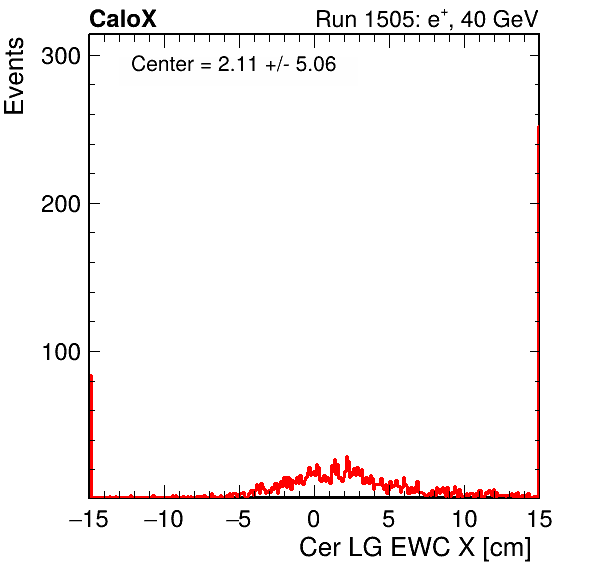 CaloX
Run 1505: e+, 40 GeV
Events
Center = 2.11 +/- 5.06
300
200
100
−15 −10 −5 0 5 10 15
Cer LG EWC X [cm]